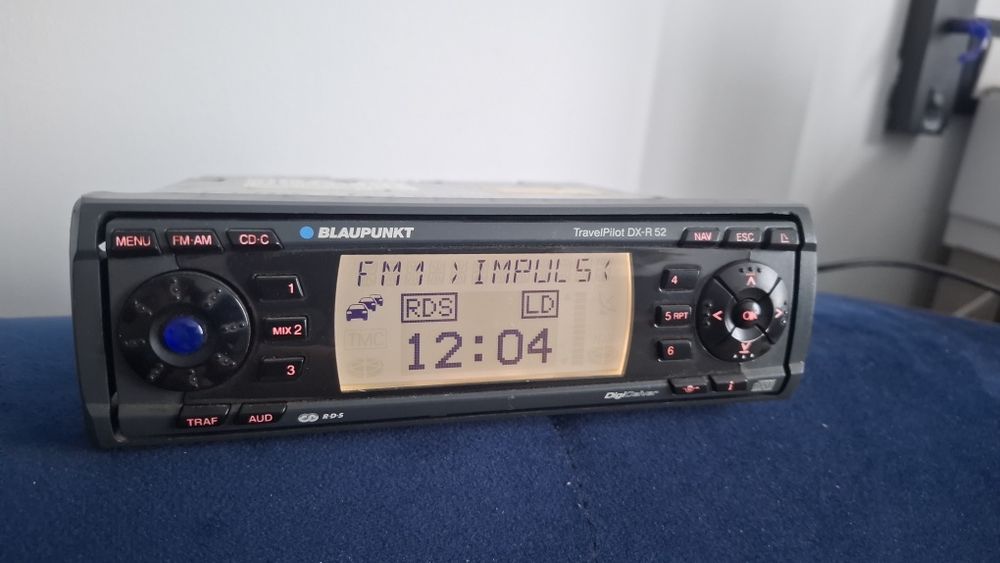 BLAUPUNKT
TravelPilot DX-R 52
MENU
FM•AM
CD•C
NAV
ESC
FM1 > IMPULS<
RDS
LD
TMC
12:04
1
MIX 2
3
4
5 RPT
6
OK
TRAF
AUD
CD R•D•S
DigiCeiver
i